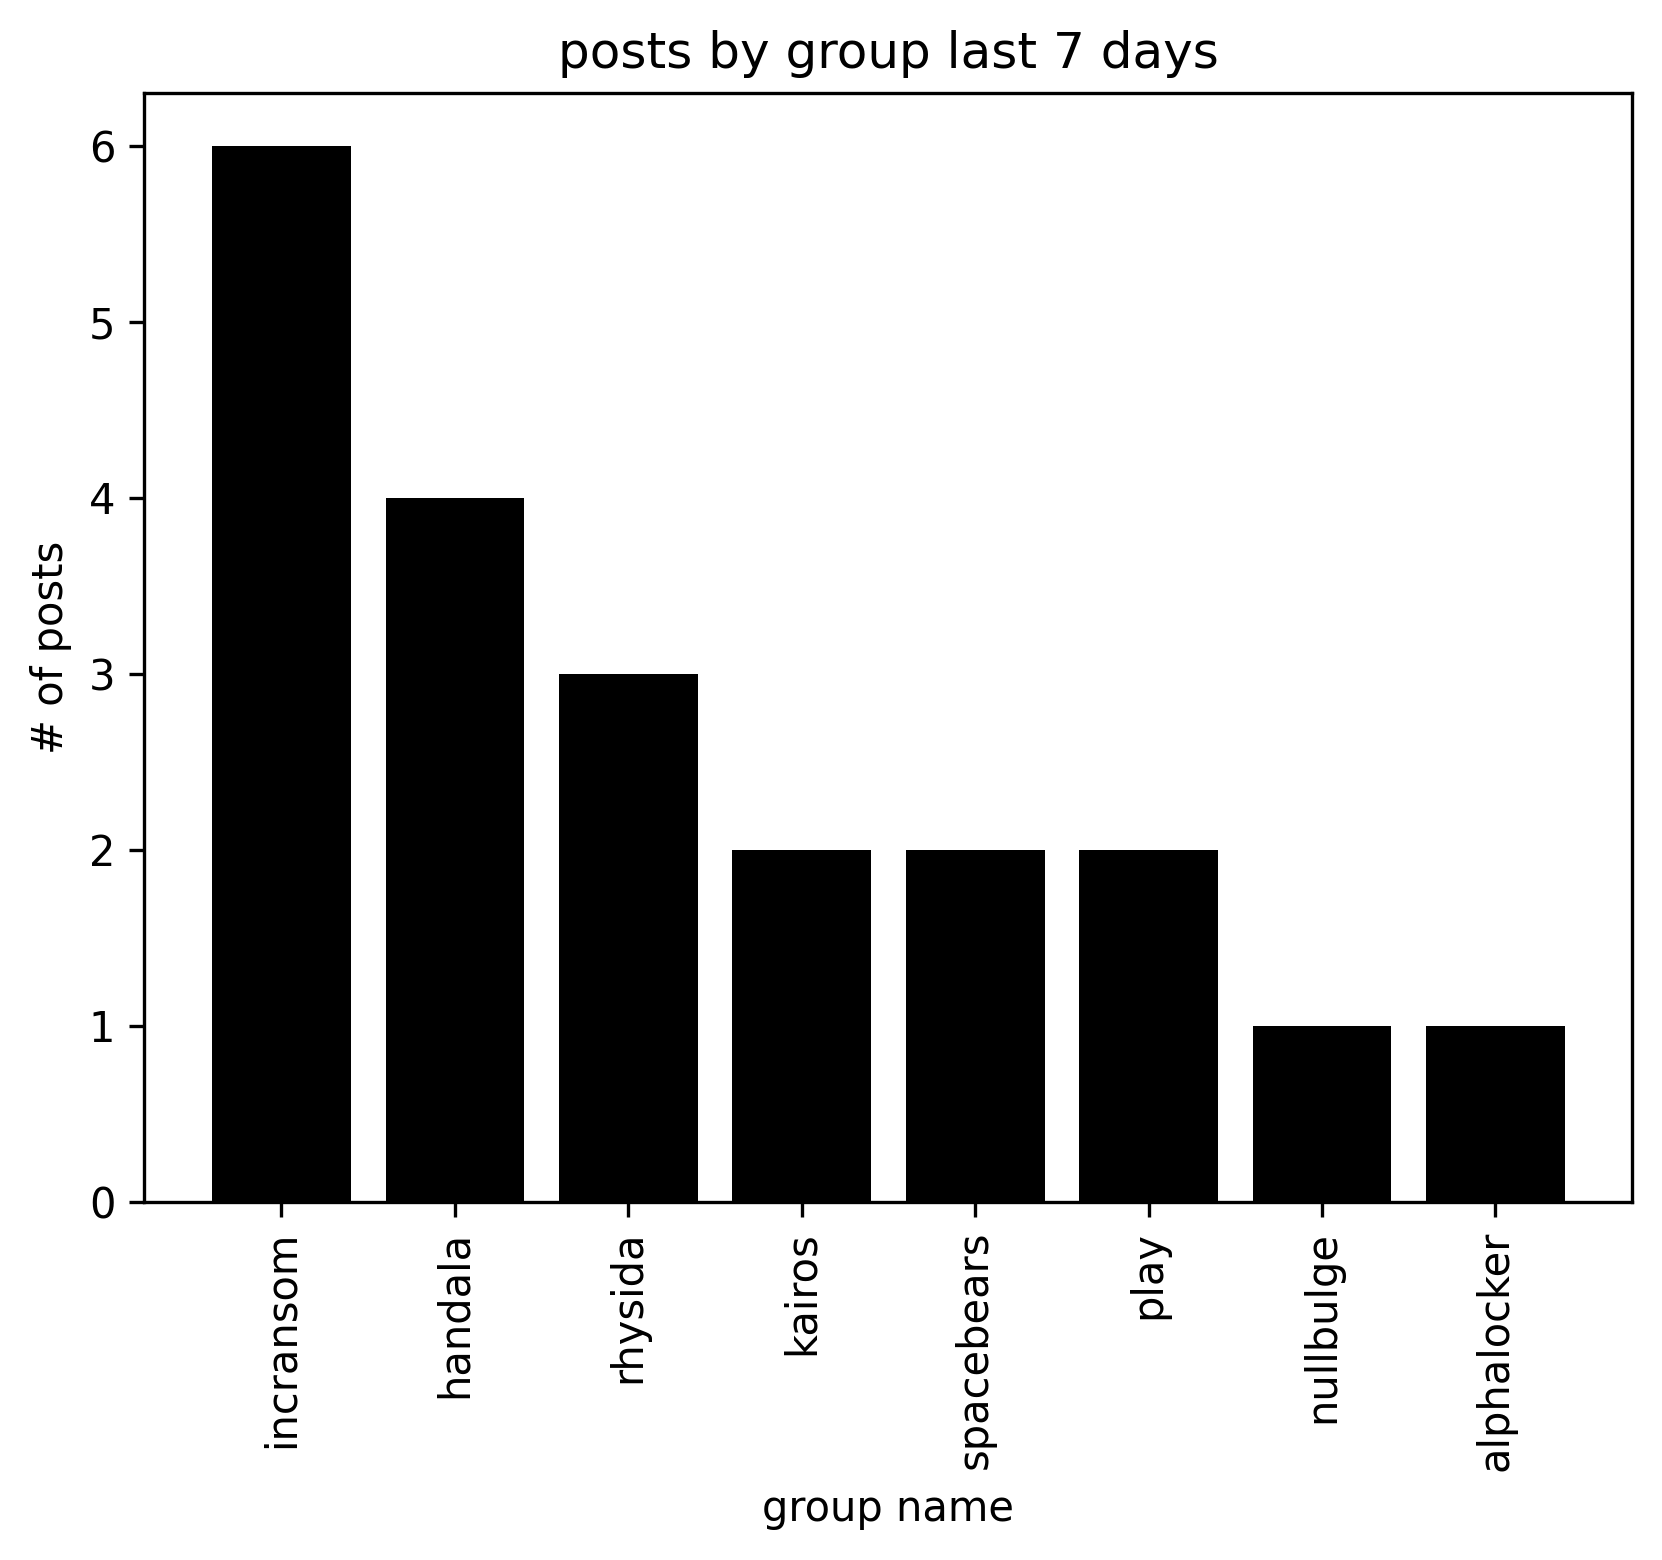 posts by group last 7 days
# of posts
6
5
4
3
2
1
0
incransom
handala
rhysida
kairos
spacebears
play
nullbulge
alphalocker
group name